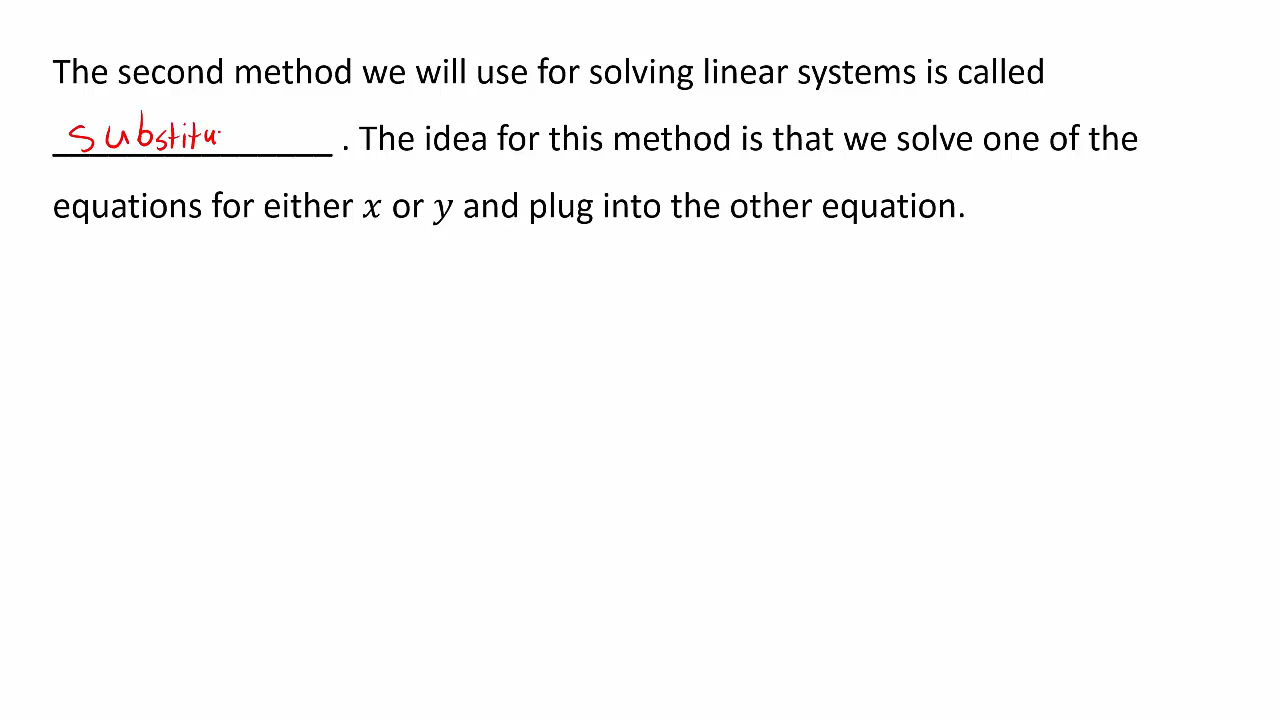 The second method we will use for solving linear systems is called
substitu . The idea for this method is that we solve one of the
equations for either x or y and plug into the other equation.